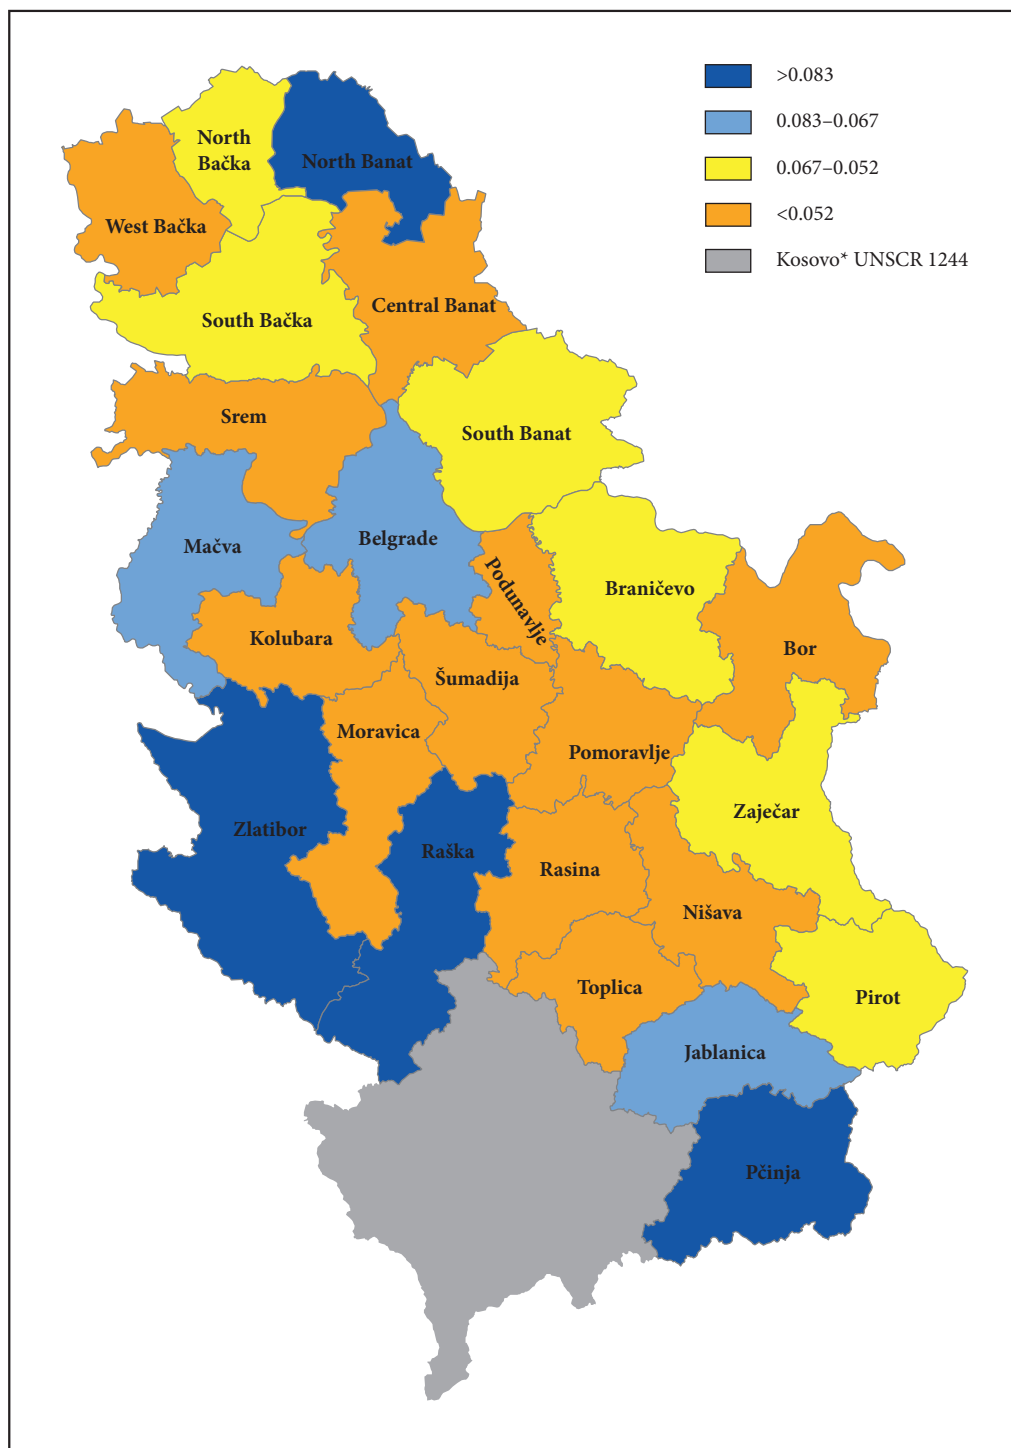 >0.083
0.083–0.067
0.067–0.052
<0.052
Kosovo* UNSCR 1244
North
Bačka
North Banat
West Bačka
Central Banat
South Bačka
Srem
South Banat
Mačva
Belgrade
Podunavlje
Braničevo
Kolubara
Bor
Šumadija
Moravica
Pomoravlje
Zaječar
Zlatibor
Raška
Rasina
Nišava
Toplica
Pirot
Jablanica
Pčinja